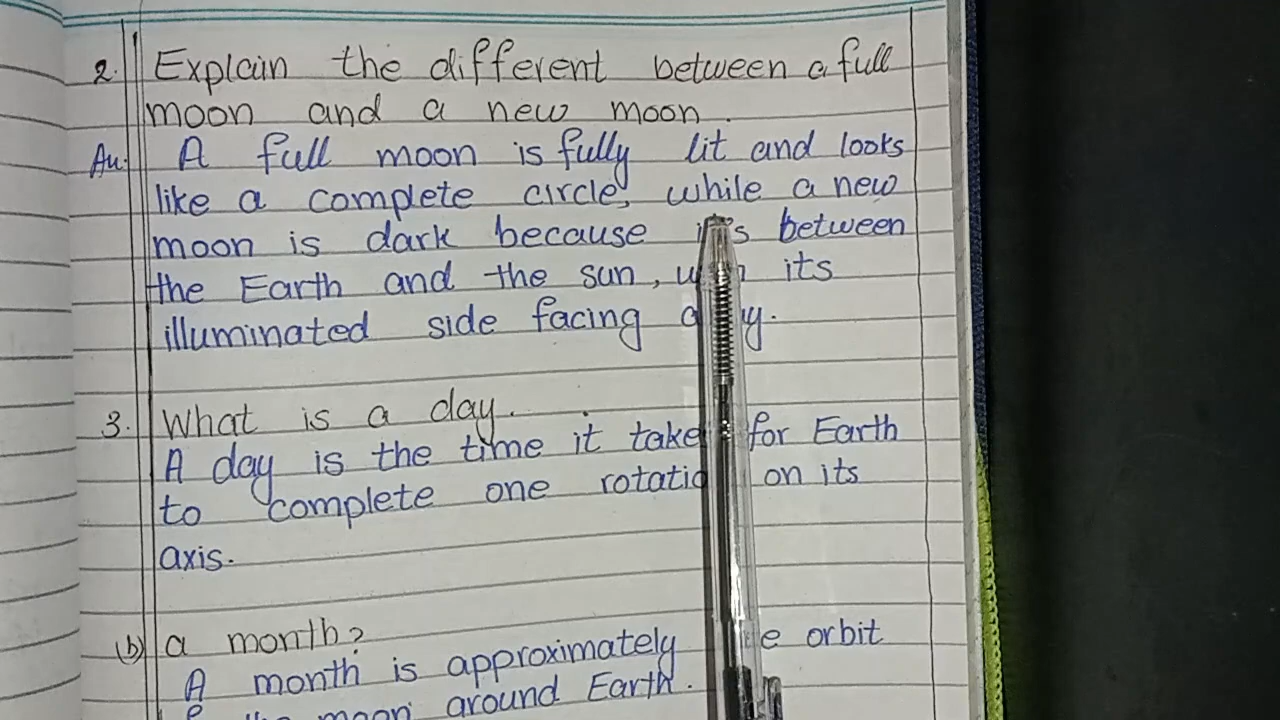 2. Explain the different between a full
moon and a new moon.
An. A full moon is fully lit and looks
like a complete circle, while a new
moon is dark because it's between
the Earth and the sun, its
illuminated side facing
3. What is a day.
A day is the time it take for Earth
to complete one on its
axis.
(b) a month?
A month is approximately orbit
moon around Earth.